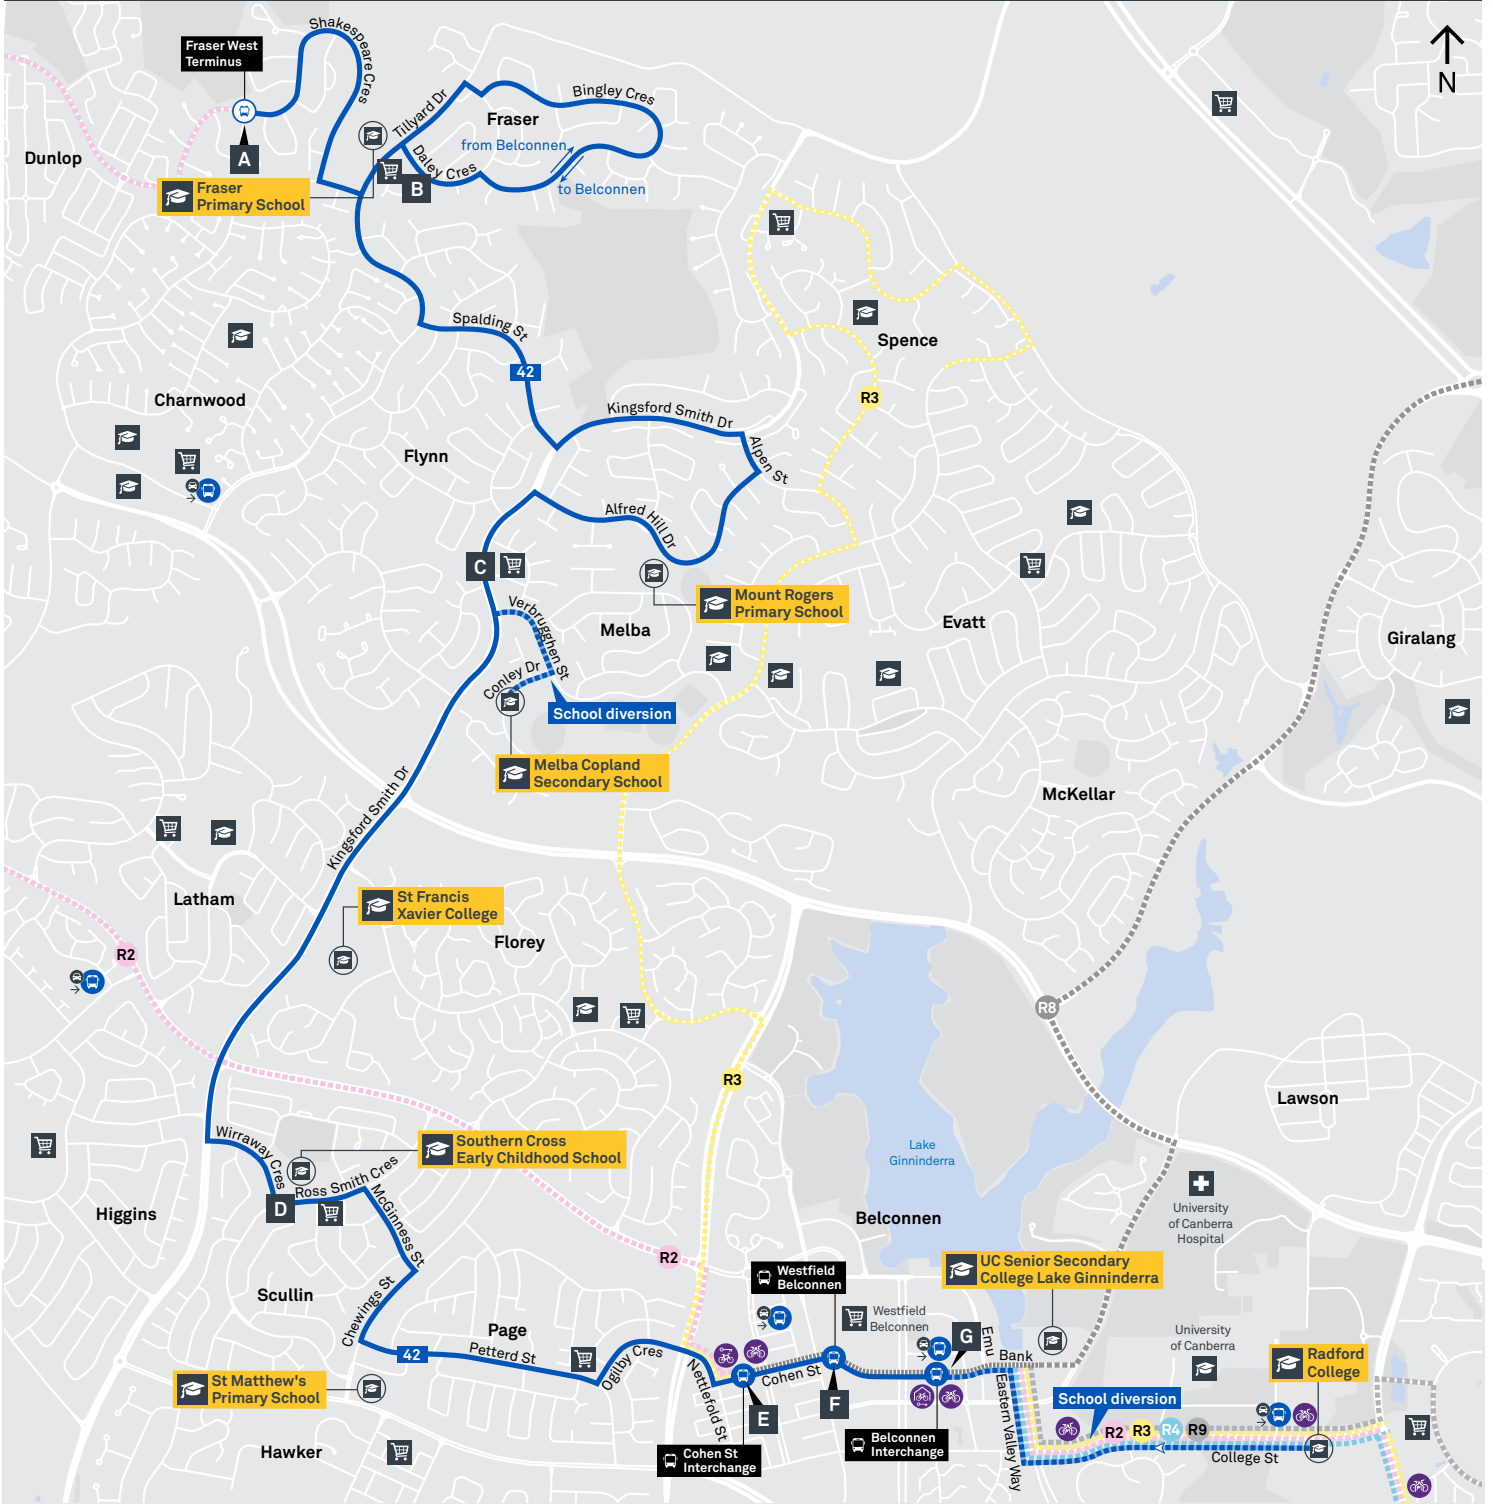 Shakespeare Cres
Fraser West
Terminus
N
Tillyard Dr
Bingley Cres
Fraser
from Belconnen
Dunlop
A
Daley Cres
B
to Belconnen
Fraser
Primary School
Spalding St
Spence
42
Charnwood
R3
Kingsford Smith Dr
Flynn
Alpen St
Alfred Hill Dr
C
Verbrugghen St
Mount Rogers
Primary School
Melba
Evatt
Giralang
Conley Dr
School diversion
Melba Copland
Secondary School
McKellar
Kingsford Smith Dr
Latham
St Francis
Xavier College
Florey
R2
R8
R3
Lawson
Wirraway Cres
Southern Cross
Early Childhood School
Lake
Ginninderra
Ross Smith Cres
D
McGinness St
Higgins
Belconnen
University
of Canberra
Hospital
R2
Westfield
Belconnen
UC Senior Secondary
College Lake Ginninderra
Scullin
Chewings St
Page
42
Petterd St
Ogilby Cres
Westfield
Belconnen
G
Emu
Bank
University
of Canberra
Radford
College
St Matthew's
Primary School
Nettlefold St
Cohen St
E
F
Eastern Valley Way
School diversion
R2
R3
R4
R9
College St
Hawker
Cohen St
Interchange
Belconnen
Interchange